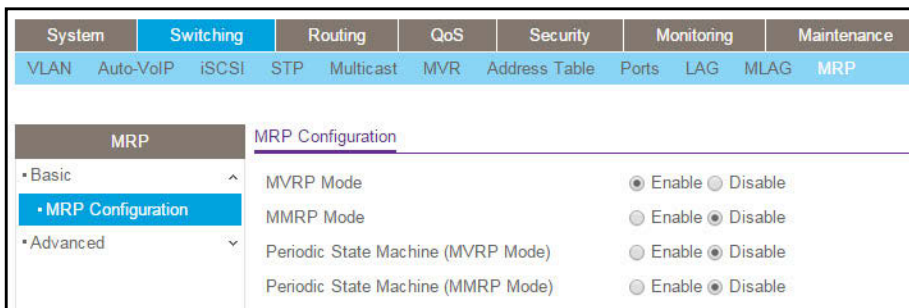 System Switching Routing QoS Security Monitoring Maintenance
VLAN Auto-VoIP iSCSI STP Multicast MVR Address Table Ports LAG MLAG MRP
MRP
MRP Configuration
Basic
MRP Configuration
Advanced
MVRP Mode Enable Disable
MMRP Mode Enable Disable
Periodic State Machine (MVRP Mode) Enable Disable
Periodic State Machine (MMRP Mode) Enable Disable